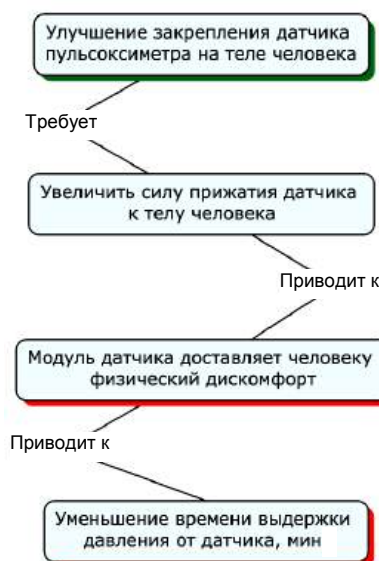 Улучшение закрепления датчика
пульсоксиметра на теле человека
Требует
Увеличить силу прижатия датчика
к телу человека
Приводит к
Модуль датчика доставляет человеку
физический дискомфорт
Приводит к
Уменьшение времени выдержки
давления от датчика, мин